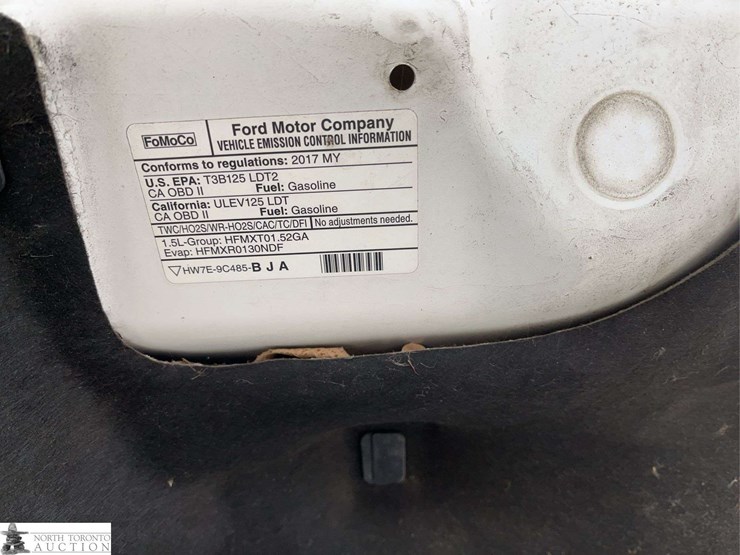 FoMoCo
Ford Motor Company
VEHICLE EMISSION CONTROL INFORMATION
Conforms to regulations: 2017 MY
U.S. EPA: T3B125 LDT2
CA OBD II Fuel: Gasoline
California: ULEV125 LDT
CA OBD II Fuel: Gasoline
TWC/HO2S/WR-HO2S/CAC/TC/DFI No adjustments needed.
1.5L-Group: HFMXT01.52GA
Evap: HFMXR0130NDF
HW7E-9C485-B J A
NORTH TORONTO
AUCTION